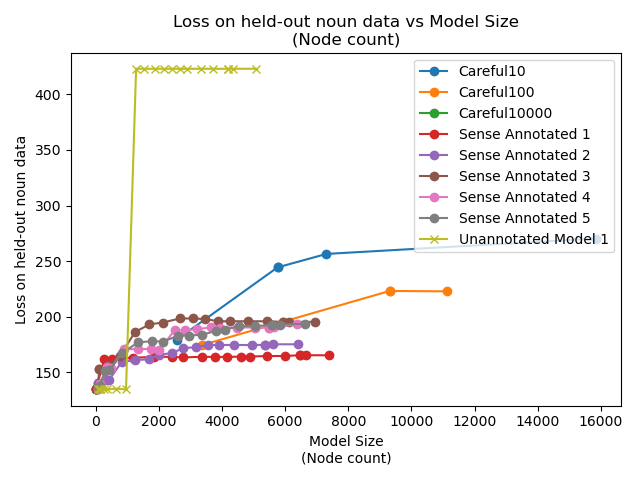 Loss on held-out noun data vs Model Size
(Node count)
Loss on held-out noun data
400
350
300
250
200
150
Careful10
Careful100
Careful10000
Sense Annotated 1
Sense Annotated 2
Sense Annotated 3
Sense Annotated 4
Sense Annotated 5
Unannotated Model 1
0 2000 4000 6000 8000 10000 12000 14000 16000
Model Size
(Node count)